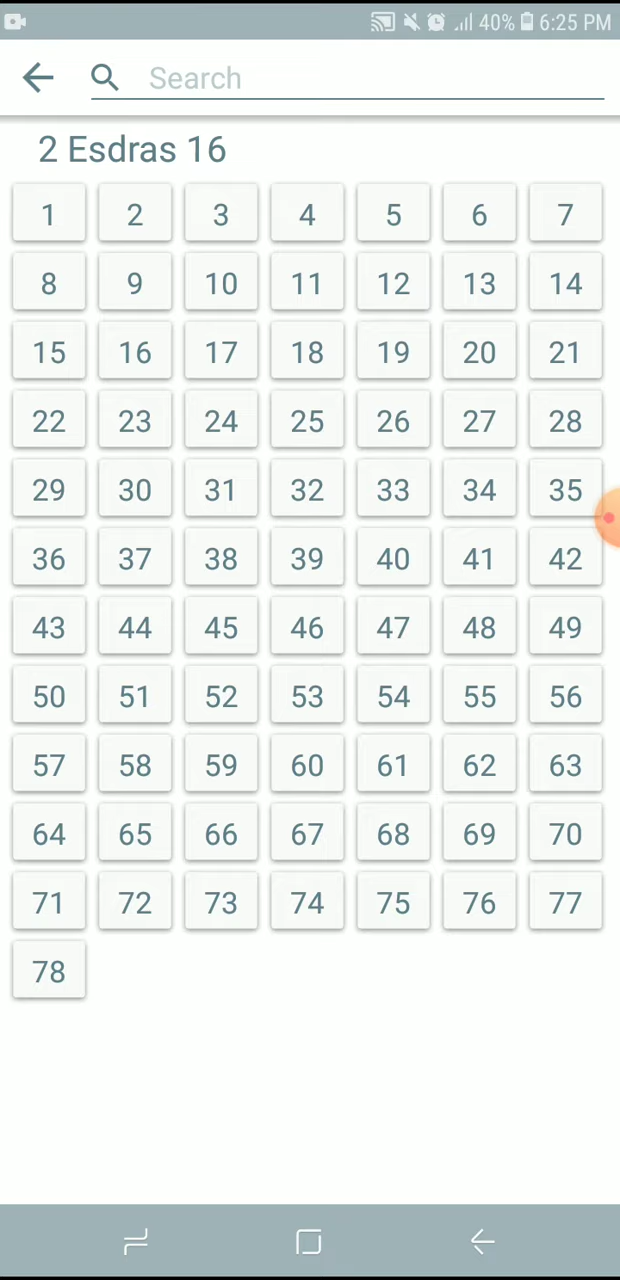 40% 6:25 PM
Search
2 Esdras 16
1 2 3 4 5 6 7
8 9 10 11 12 13 14
15 16 17 18 19 20 21
22 23 24 25 26 27 28
29 30 31 32 33 34 35
36 37 38 39 40 41 42
43 44 45 46 47 48 49
50 51 52 53 54 55 56
57 58 59 60 61 62 63
64 65 66 67 68 69 70
71 72 73 74 75 76 77
78